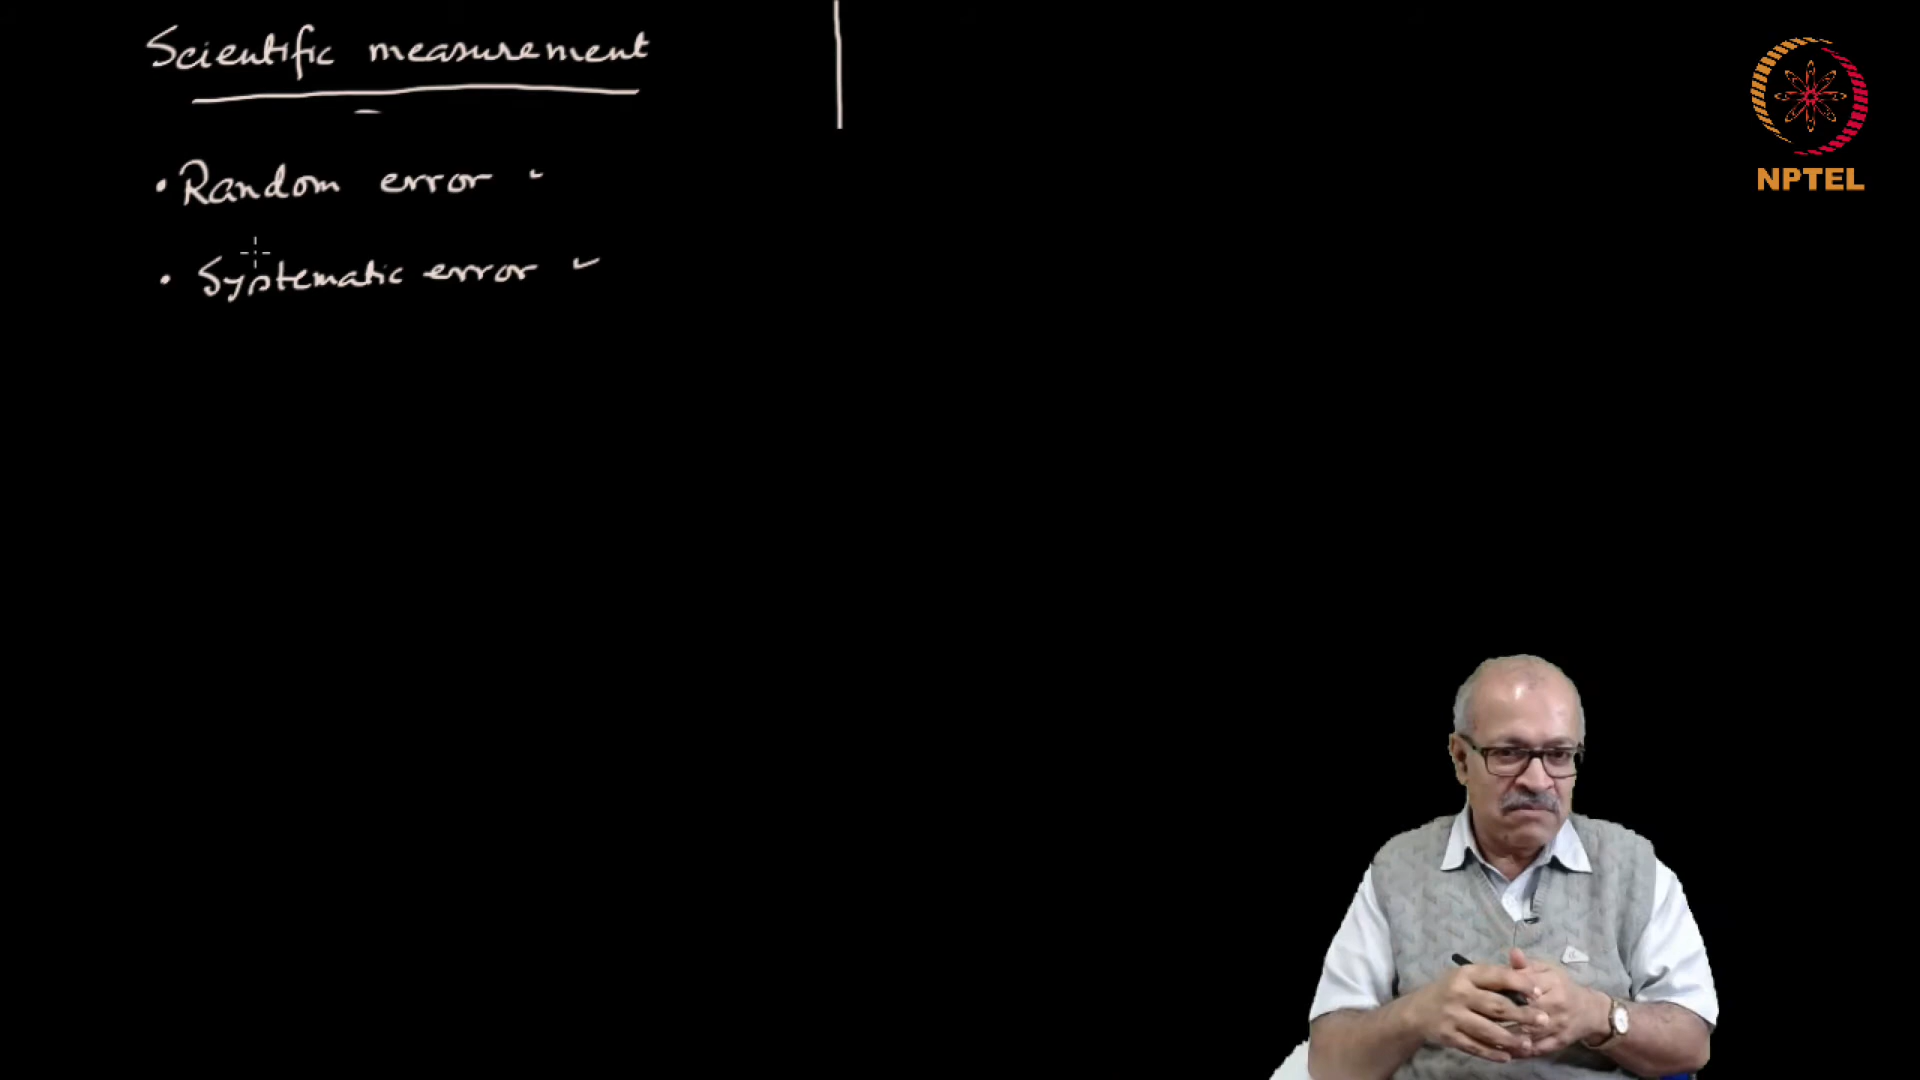 Scientific measurement
• Random error
• Systematic error
NPTEL